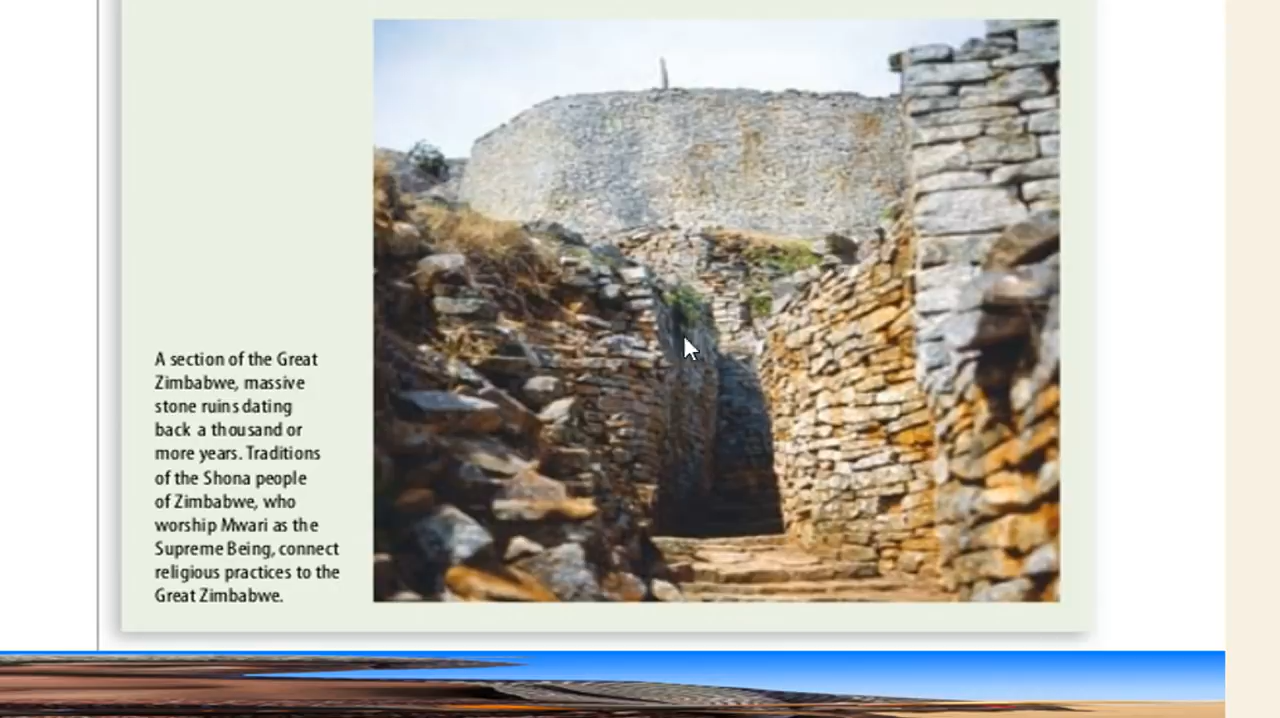 A section of the Great
Zimbabwe, massive
stone ruins dating
back a thousand or
more years. Traditions
of the Shona people
of Zimbabwe, who
worship Mwari as the
Supreme Being, connect
religious practices to the
Great Zimbabwe.